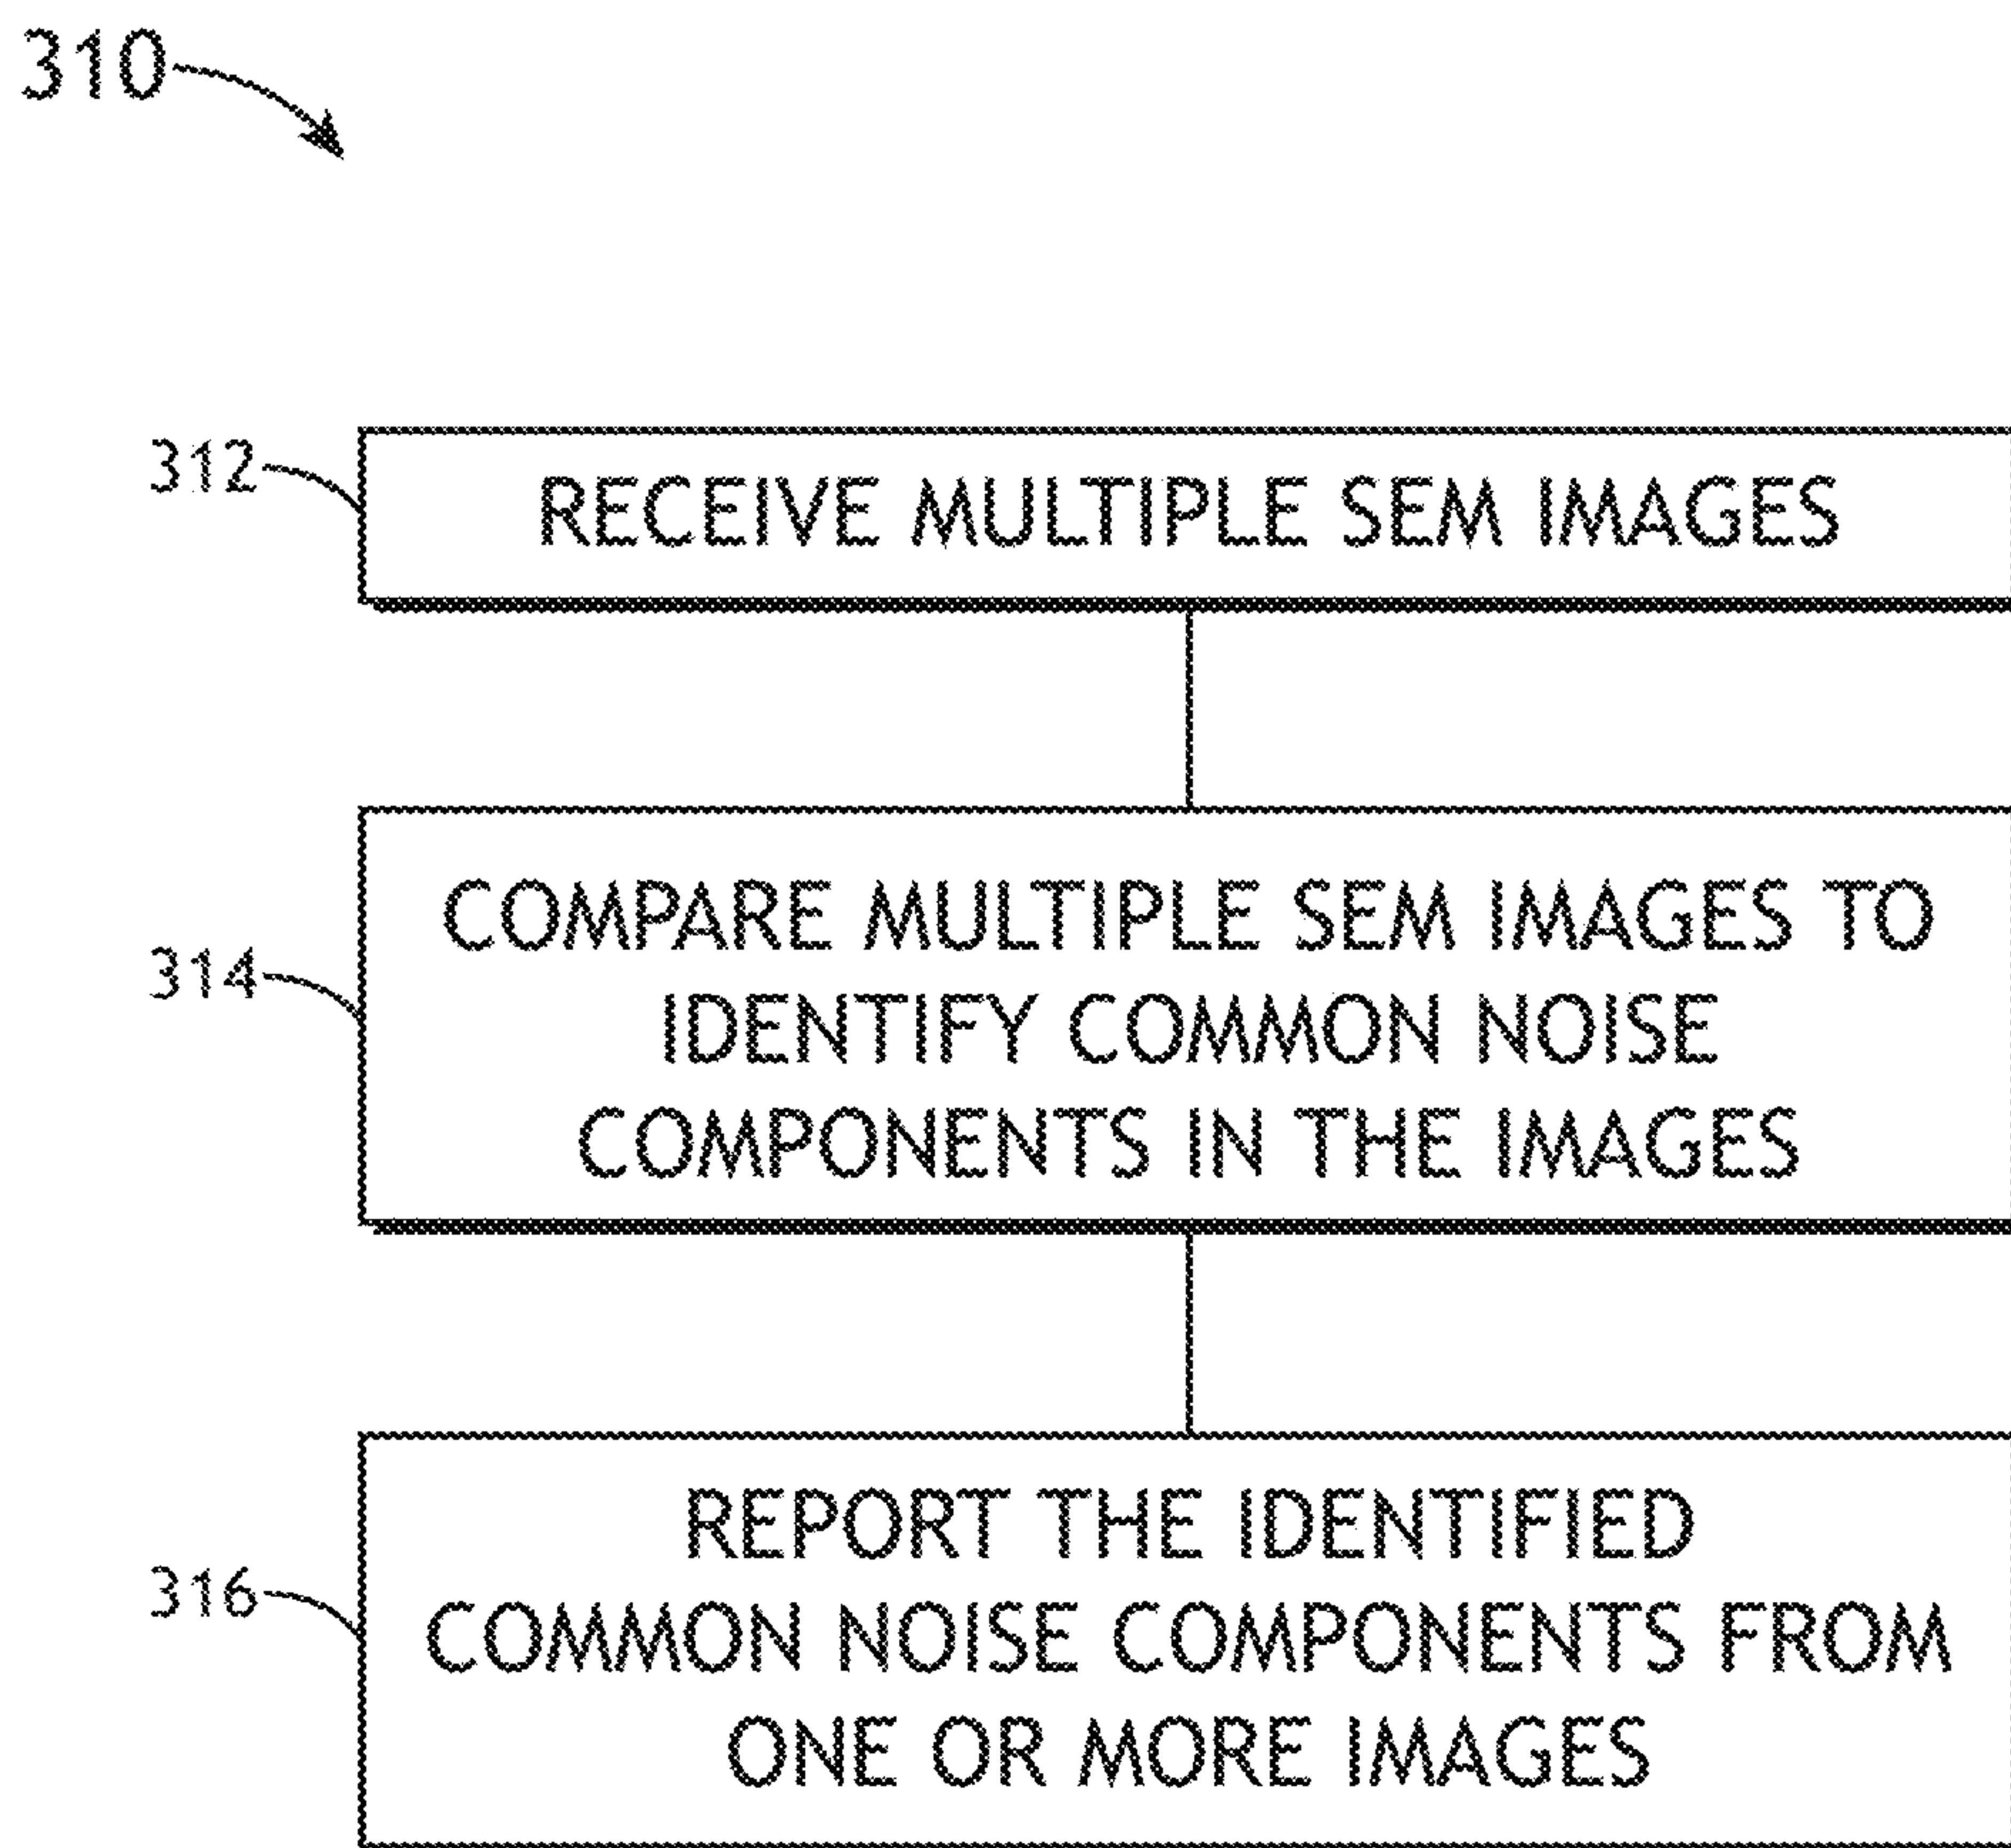 310
312
RECEIVE MULTIPLE SEM IMAGES
314
COMPARE MULTIPLE SEM IMAGES TO
IDENTIFY COMMON NOISE
COMPONENTS IN THE IMAGES
316
REPORT THE IDENTIFIED
COMMON NOISE COMPONENTS FROM
ONE OR MORE IMAGES